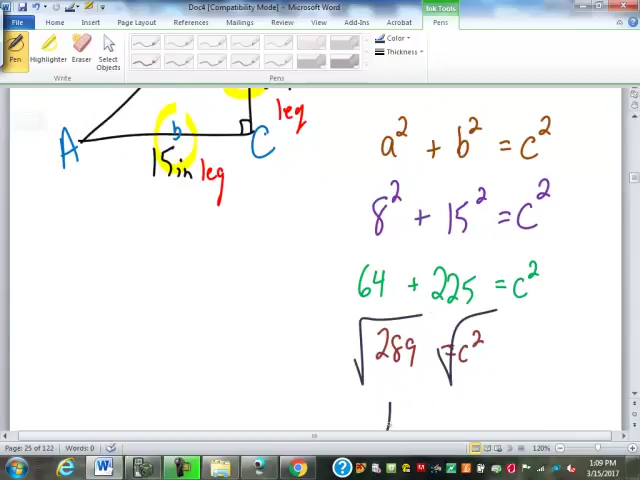 Doc4 [Compatibility Mode] - Microsoft Word
Ink Tools
File Home Insert Page Layout References Mailings Review View Add-Ins Acrobat Pens
Pen Highlighter Eraser Select Objects
Color
Thickness
Write Pens
leg
A b C
15in leg
a² + b² = c²
8² + 15² = C²
64 + 225 = c²
√289 √=c²
1
Page: 25 of 122 Words: 0 120%
1:09 PM
3/15/2017